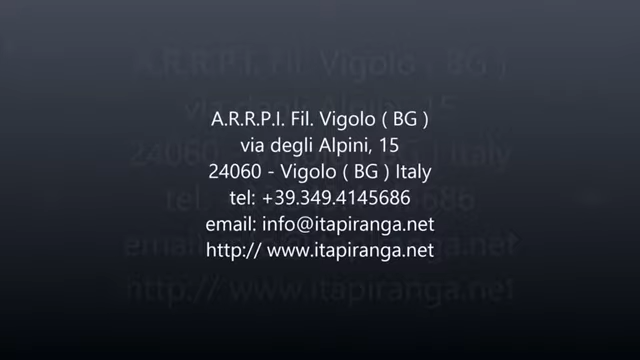 A.R.R.P.I. Fil. Vigolo ( BG )
via degli Alpini, 15
24060 - Vigolo ( BG ) Italy
tel: +39.349.4145686
email: info@itapiranga.net
http:// www.itapiranga.net